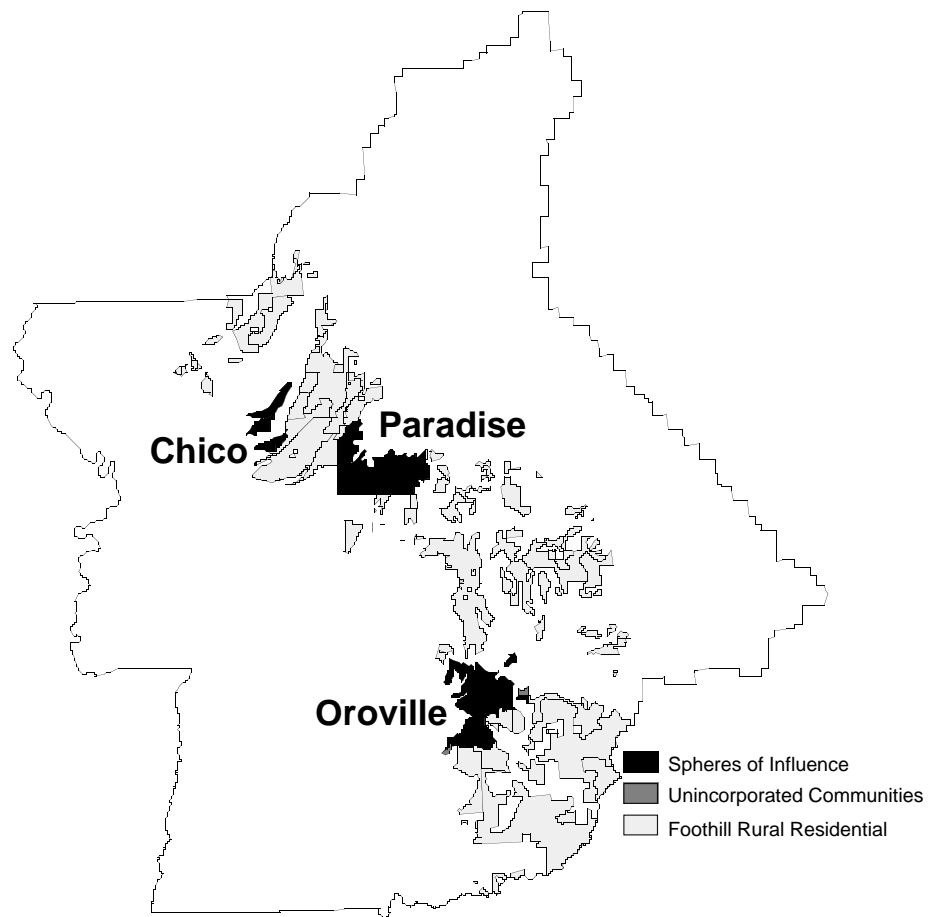 Paradise
Chico
Oroville
Spheres of Influence
Unincorporated Communities
Foothill Rural Residential